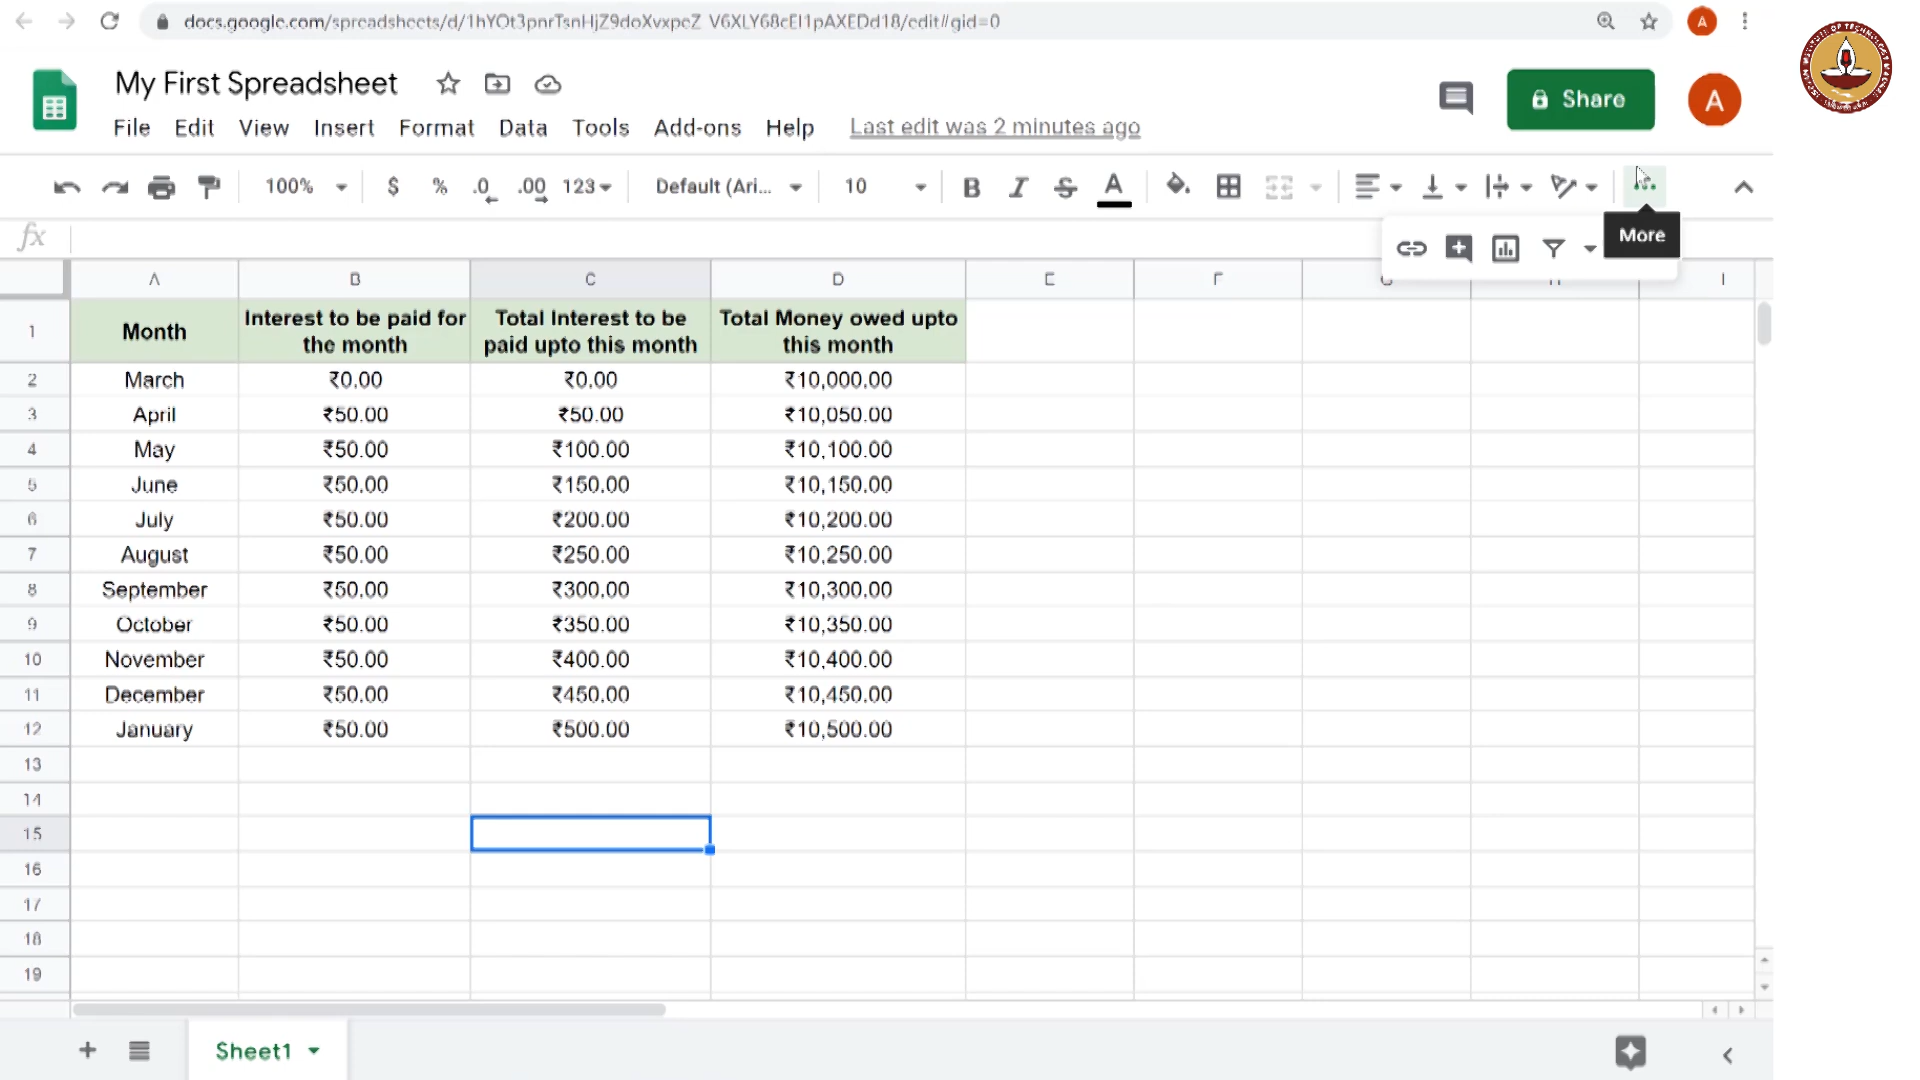 docs.google.com/spreadsheets/d/1hYOt3pnrTsnHjZ9doXvxpcZ V6XLY68cEI1pAXEDd18/edit#gid=0
A
My First Spreadsheet
Share
A
File Edit View Insert Format Data Tools Add-ons Help Last edit was 2 minutes ago
100% $ % .0 .00 123 Default (Ari... 10 B I S A
More
fx
A B C D E F G H I
1 Month Interest to be paid for the month Total Interest to be paid upto this month Total Money owed upto this month
2 March ₹0.00 ₹0.00 ₹10,000.00
3 April ₹50.00 ₹50.00 ₹10,050.00
4 May ₹50.00 ₹100.00 ₹10,100.00
5 June ₹50.00 ₹150.00 ₹10,150.00
6 July ₹50.00 ₹200.00 ₹10,200.00
7 August ₹50.00 ₹250.00 ₹10,250.00
8 September ₹50.00 ₹300.00 ₹10,300.00
9 October ₹50.00 ₹350.00 ₹10,350.00
10 November ₹50.00 ₹400.00 ₹10,400.00
11 December ₹50.00 ₹450.00 ₹10,450.00
12 January ₹50.00 ₹500.00 ₹10,500.00
13
14
15
16
17
18
19
Sheet1